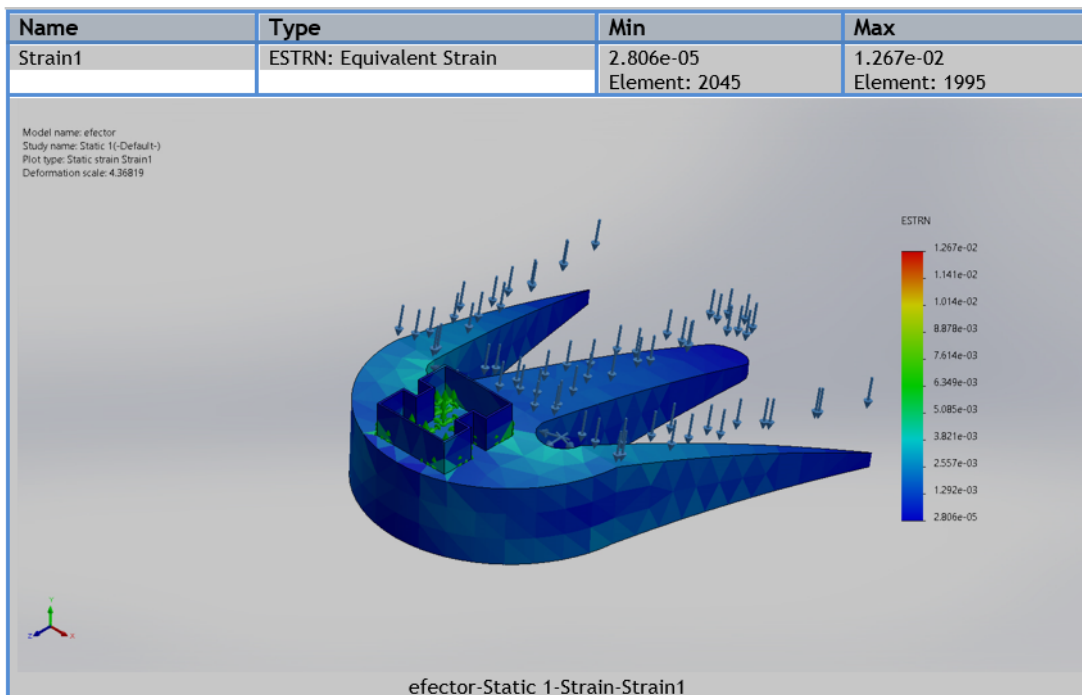 Name Type Min Max
Strain1 ESTRN: Equivalent Strain 2.806e-05 1.267e-02
Element: 2045 Element: 1995
Model name: efector
Study name: Static 1(-Default-)
Plot type: Static strain Strain1
Deformation scale: 4.36819
ESTRN
1.267e-02
1.141e-02
1.014e-02
8.878e-03
7.614e-03
6.349e-03
5.085e-03
3.821e-03
2.557e-03
1.292e-03
2.806e-05
Y
Z X
efector-Static 1-Strain-Strain1